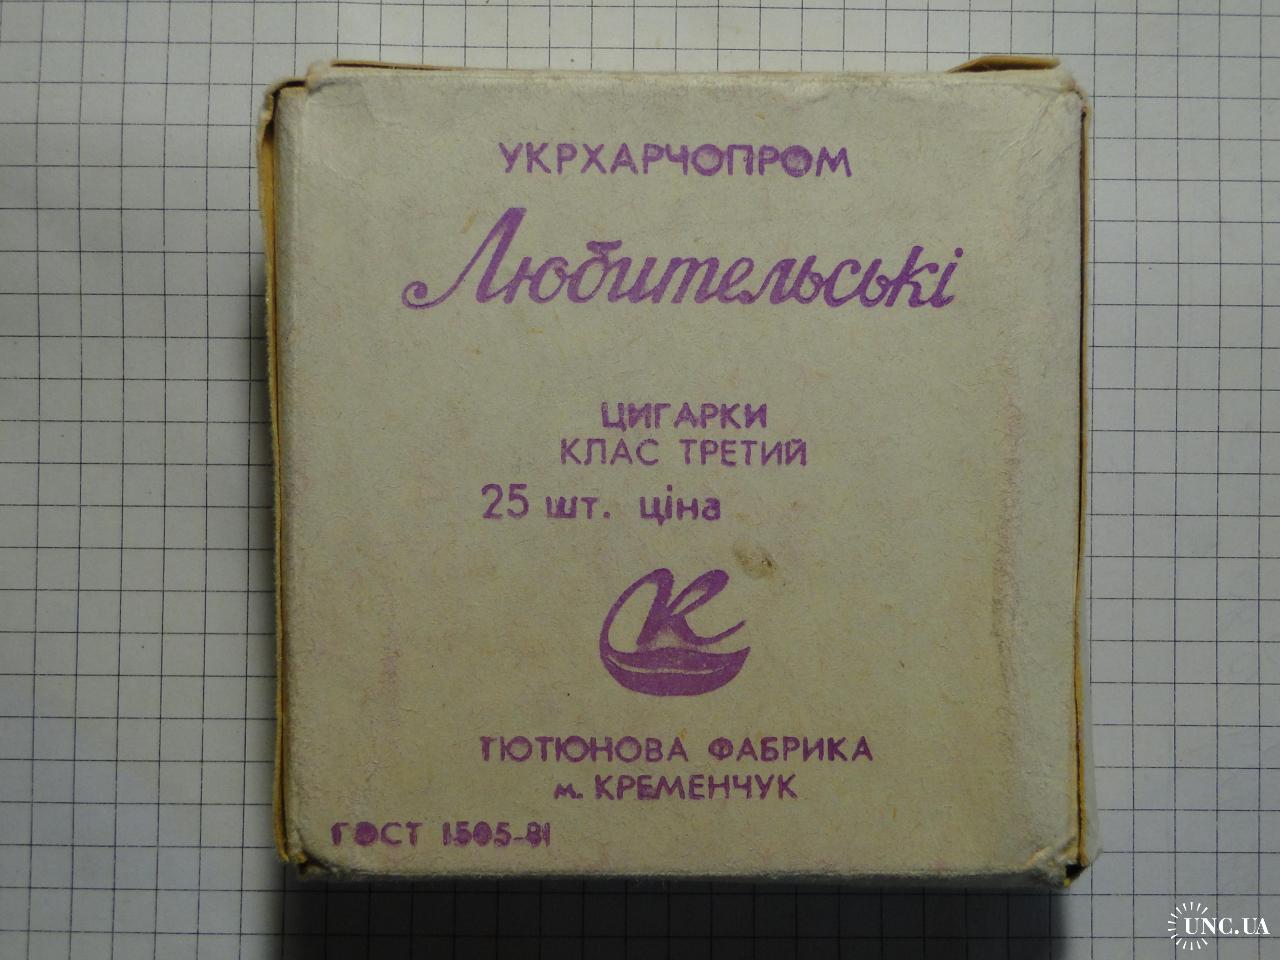 УКРХАРЧОПРОМ
Любительські
ЦИГАРКИ
КЛАС ТРЕТИЙ
25 шт. ціна
К
ТЮТЮНОВА ФАБРИКА
м. КРЕМЕНЧУК
ГОСТ 1505-81
UNC.UA